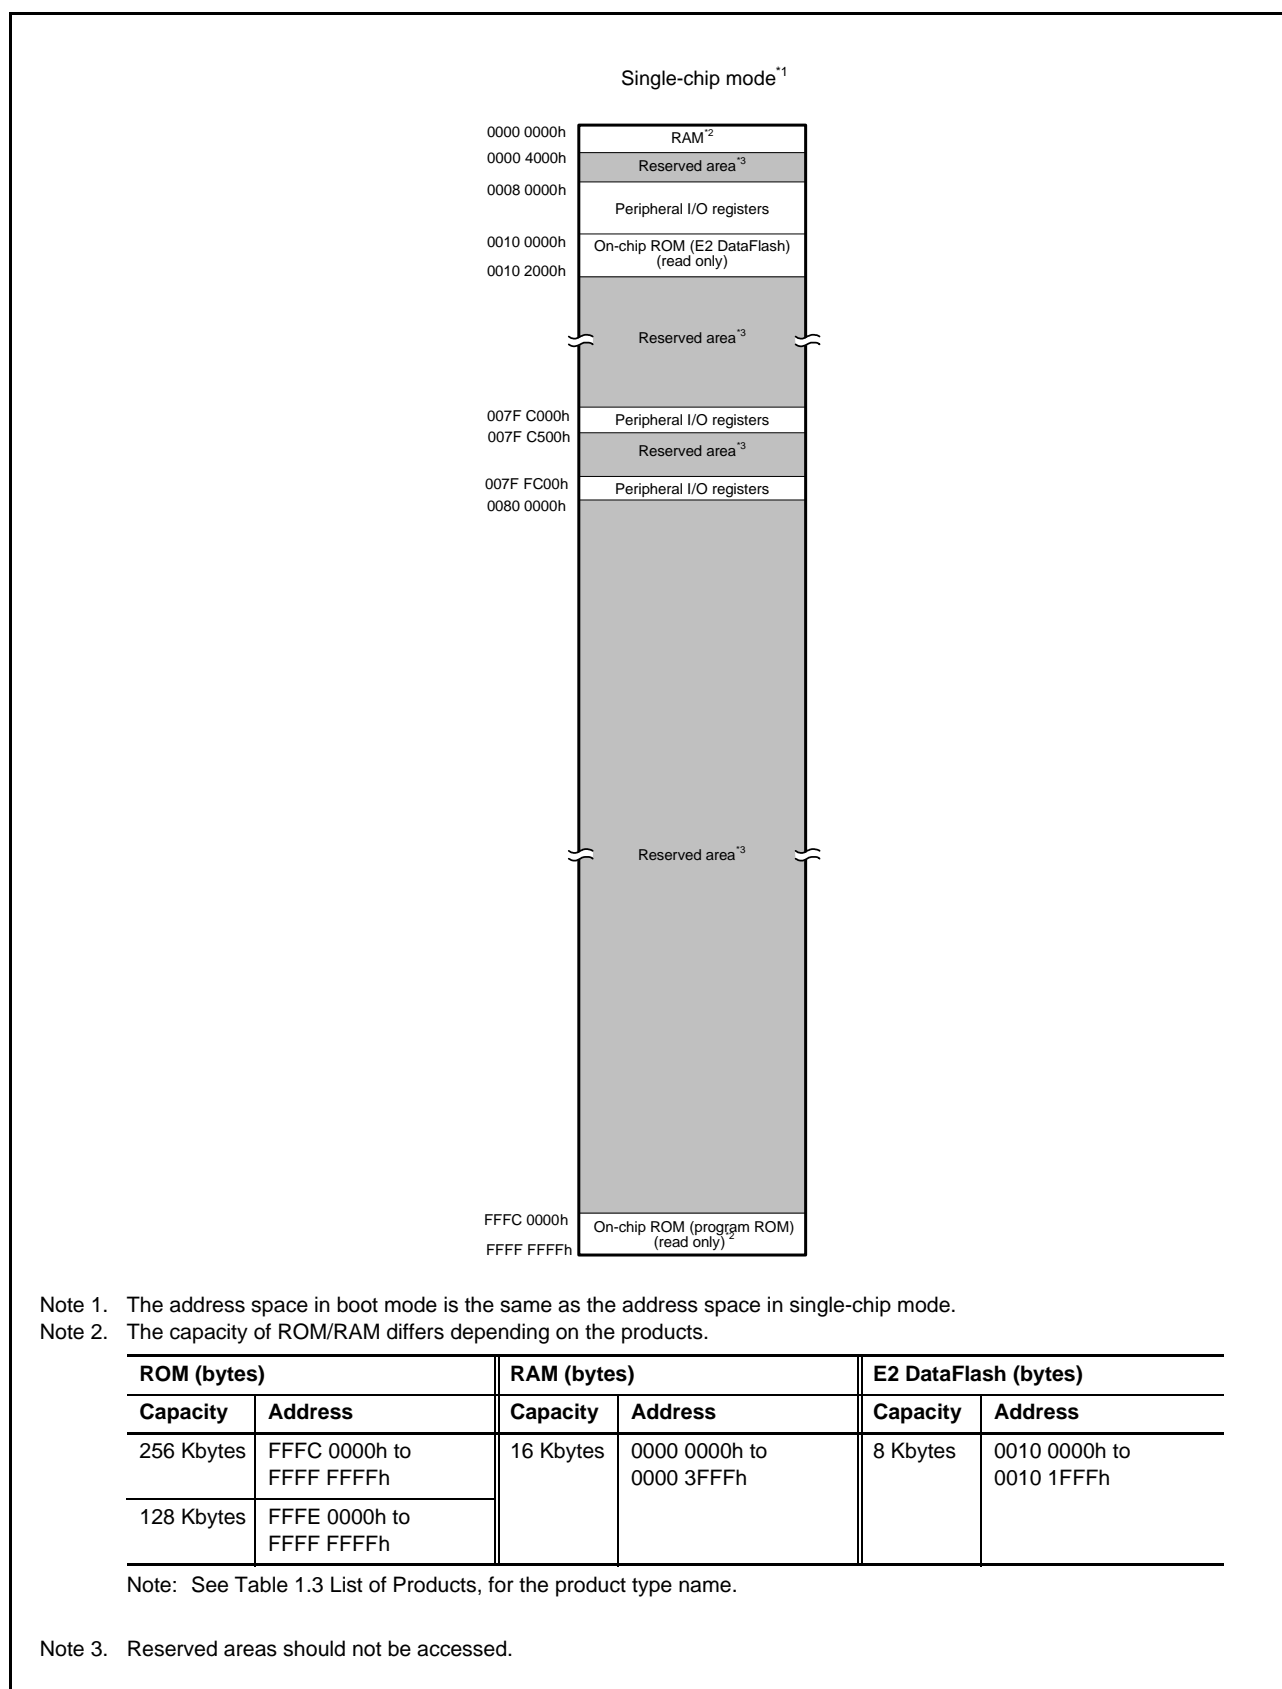 Single-chip mode*1
0000 0000h
RAM*2
0000 4000h
Reserved area*3
0008 0000h
Peripheral I/O registers
0010 0000h
On-chip ROM (E2 DataFlash)
(read only)
0010 2000h
Reserved area*3
007F C000h
Peripheral I/O registers
007F C500h
Reserved area*3
007F FC00h
Peripheral I/O registers
0080 0000h
Reserved area*3
FFFC 0000h
On-chip ROM (program ROM)
(read only)*2
FFFF FFFFh
Note 1. The address space in boot mode is the same as the address space in single-chip mode.
Note 2. The capacity of ROM/RAM differs depending on the products.
ROM (bytes) RAM (bytes) E2 DataFlash (bytes)
Capacity Address Capacity Address Capacity Address
256 Kbytes FFFC 0000h to 16 Kbytes 0000 0000h to 8 Kbytes 0010 0000h to
FFFF FFFFh 0000 3FFFh 0010 1FFFh
128 Kbytes FFFE 0000h to
FFFF FFFFh
Note: See Table 1.3 List of Products, for the product type name.
Note 3. Reserved areas should not be accessed.